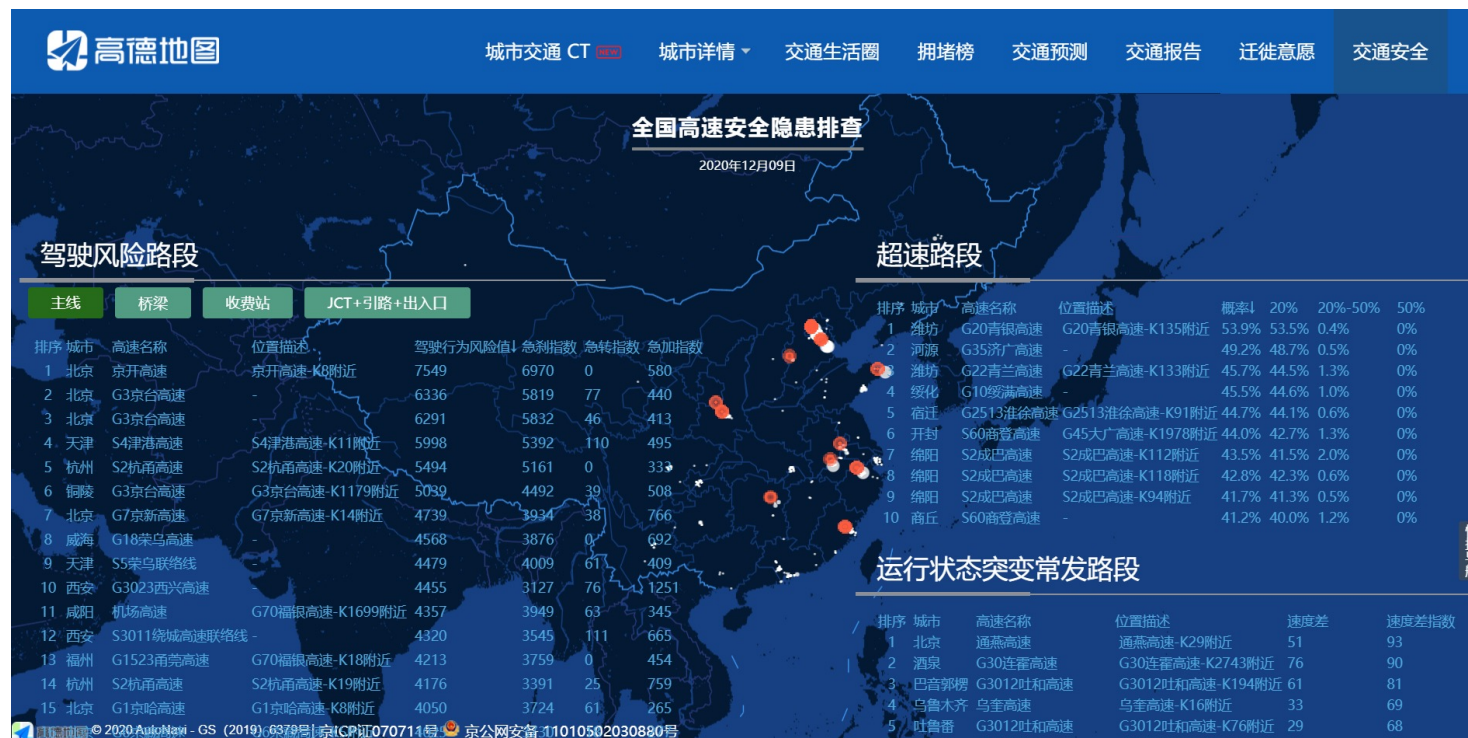 高德地图
城市交通 CT NEW 城市详情 交通生活圈 拥堵榜 交通预测 交通报告 迁徙意愿 交通安全
全国高速安全隐患排查
2020年12月09日
驾驶风险路段
主线 桥梁 收费站 JCT+引路+出入口
排序 城市 高速名称 位置描述 驾驶行为风险值↓ 急刹指数 急转指数 急加指数
1 北京 京开高速 京开高速-K8附近 7549 6970 0 580
2 北京 G3京台高速 - 6336 5819 77 440
3 北京 G3京台高速 - 6291 5832 46 413
4 天津 S4津港高速 S4津港高速-K11附近 5998 5392 110 495
5 杭州 S2杭甬高速 S2杭甬高速-K20附近 5494 5161 0 333
6 铜陵 G3京台高速 G3京台高速-K1179附近 5039 4492 39 508
7 北京 G7京新高速 G7京新高速-K14附近 4739 3934 38 766
8 威海 G18荣乌高速 - 4568 3876 0 692
9 天津 S5荣乌联络线 - 4479 4009 61 409
10 西安 G3023西兴高速 - 4455 3127 76 1251
11 咸阳 机场高速 G70福银高速-K1699附近 4357 3949 63 345
12 西安 S3011绕城高速联络线 - 4320 3545 111 665
13 福州 G1523甬莞高速 G70福银高速-K18附近 4213 3759 0 454
14 杭州 S2杭甬高速 S2杭甬高速-K19附近 4176 3391 25 759
15 北京 G1京哈高速 G1京哈高速-K8附近 4050 3724 61 265
© 2020 AutoNavi - GS (2019) 6379号| 京ICP证070711号 京公网安备 11010502030880号
超速路段
排序 城市 高速名称 位置描述 概率↓ 20% 20%-50% 50%
1 潍坊 G20青银高速 G20青银高速-K135附近 53.9% 53.5% 0.4% 0%
2 河源 G35济广高速 - 49.2% 48.7% 0.5% 0%
3 潍坊 G22青兰高速 G22青兰高速-K133附近 45.7% 44.5% 1.3% 0%
4 绥化 G10绥满高速 - 45.5% 44.6% 1.0% 0%
5 宿迁 G2513淮徐高速 G2513淮徐高速-K91附近 44.7% 44.1% 0.6% 0%
6 开封 S60商登高速 G45大广高速-K1978附近 44.0% 42.7% 1.3% 0%
7 绵阳 S2成巴高速 S2成巴高速-K112附近 43.5% 41.5% 2.0% 0%
8 绵阳 S2成巴高速 S2成巴高速-K118附近 42.8% 42.3% 0.6% 0%
9 绵阳 S2成巴高速 S2成巴高速-K94附近 41.7% 41.3% 0.5% 0%
10 商丘 S60商登高速 - 41.2% 40.0% 1.2% 0%
运行状态突变常发路段
排序 城市 高速名称 位置描述 速度差 速度差指数
1 北京 通燕高速 通燕高速-K29附近 51 93
2 酒泉 G30连霍高速 G30连霍高速-K2743附近 76 90
3 巴音郭楞 G3012吐和高速 G3012吐和高速-K194附近 61 81
4 乌鲁木齐 乌奎高速 乌奎高速-K16附近 33 69
5 吐鲁番 G3012吐和高速 G3012吐和高速-K76附近 29 68